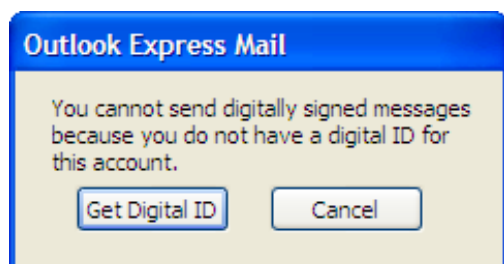 Outlook Express Mail
You cannot send digitally signed messages
because you do not have a digital ID for
this account.
Get Digital ID
Cancel